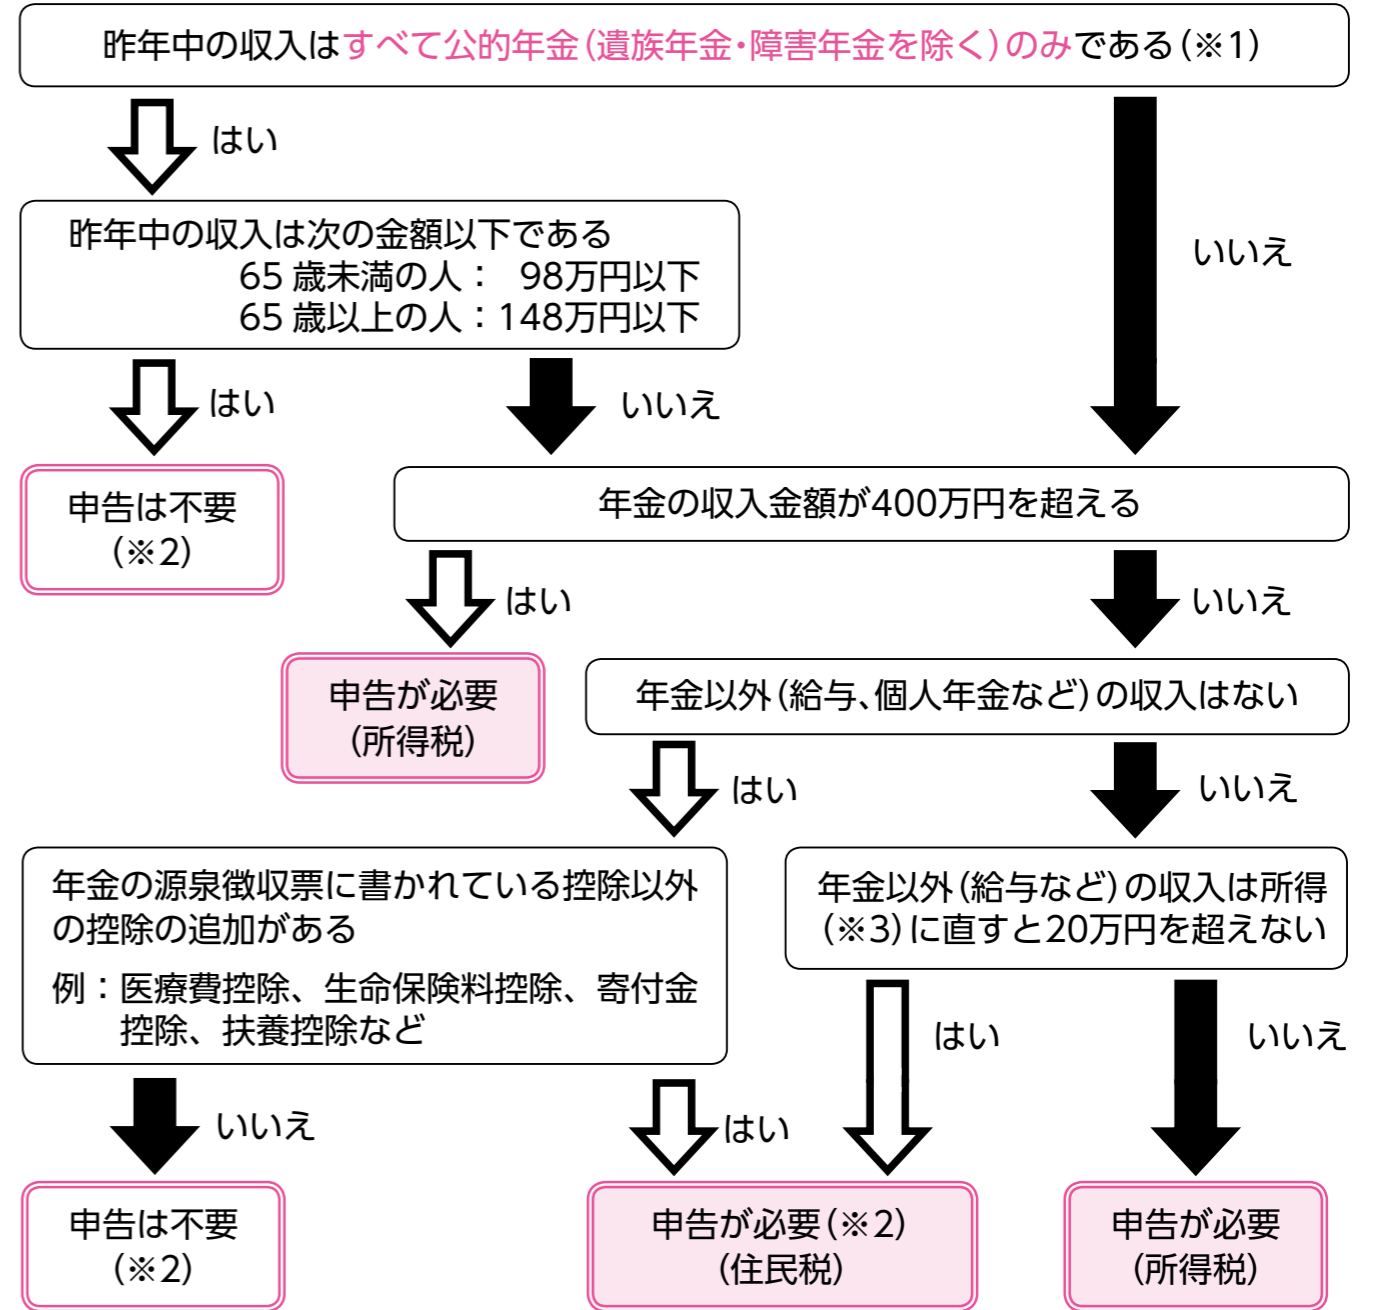 昨年中の収入はすべて公的年金(遺族年金・障害年金を除く)のみである(※1)
はい
いいえ
昨年中の収入は次の金額以下である
65歳未満の人： 98万円以下
65歳以上の人：148万円以下
はい
いいえ
申告は不要
(※2)
年金の収入金額が400万円を超える
はい
いいえ
申告が必要
(所得税)
年金以外(給与、個人年金など)の収入はない
はい
いいえ
年金の源泉徴収票に書かれている控除以外
の控除の追加がある
例：医療費控除、生命保険料控除、寄付金
控除、扶養控除など
年金以外(給与など)の収入は所得
(※3)に直すと20万円を超えない
いいえ
はい
はい
いいえ
申告は不要
(※2)
申告が必要(※2)
(住民税)
申告が必要
(所得税)